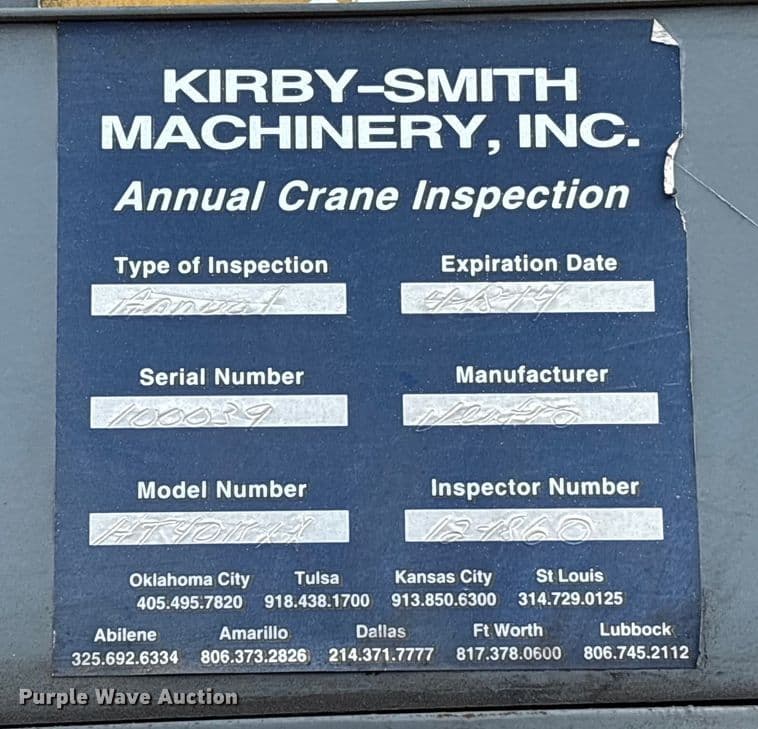 KIRBY-SMITH
MACHINERY, INC.
Annual Crane Inspection
Type of Inspection Expiration Date
Annual 4-18-14
Serial Number Manufacturer
100039
Model Number Inspector Number
Oklahoma City Tulsa Kansas City St Louis
405.495.7820 918.438.1700 913.850.6300 314.729.0125
Abilene Amarillo Dallas Ft Worth Lubbock
325.692.6334 806.373.2826 214.371.7777 817.378.0600 806.745.2112
Purple Wave Auction